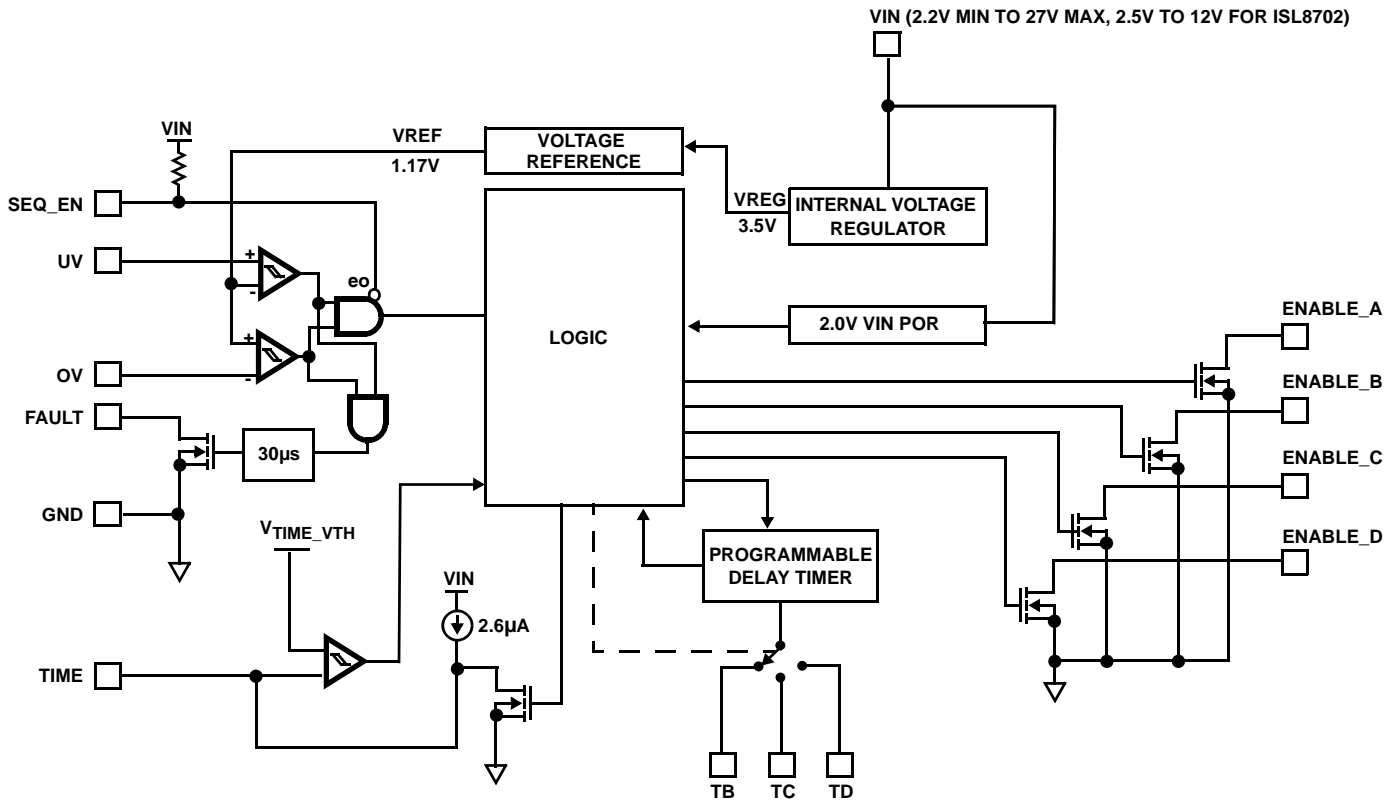 VIN (2.2V MIN TO 27V MAX, 2.5V TO 12V FOR ISL8702)
VIN
VREF
1.17V
VOLTAGE
REFERENCE
SEQ_EN
VREG
3.5V
INTERNAL VOLTAGE
REGULATOR
UV
+
-
eo
LOGIC
2.0V VIN POR
ENABLE_A
+
-
OV
ENABLE_B
FAULT
30µs
ENABLE_C
GND
VTIME_VTH
ENABLE_D
PROGRAMMABLE
DELAY TIMER
VIN
2.6µA
TIME
TB
TC
TD